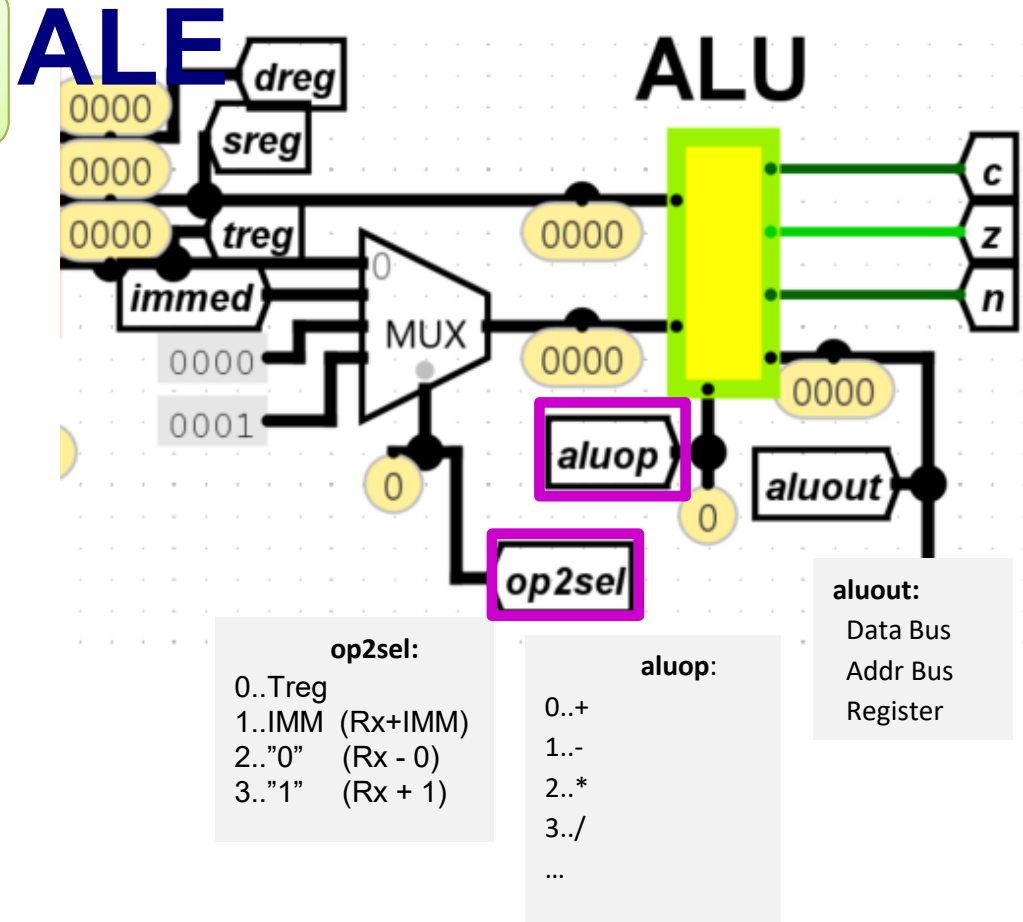 ALE
ALU
dreg
0000
sreg
0000
treg
0000
immed
0
MUX
0000
0001
0
0000
0000
c
z
n
0000
aluop
0
aluout
op2sel
op2sel:
0..Treg
1..IMM (Rx+IMM)
2..”0” (Rx - 0)
3..”1” (Rx + 1)
aluop:
0..+
1..-
2..*
3../
...
aluout:
Data Bus
Addr Bus
Register